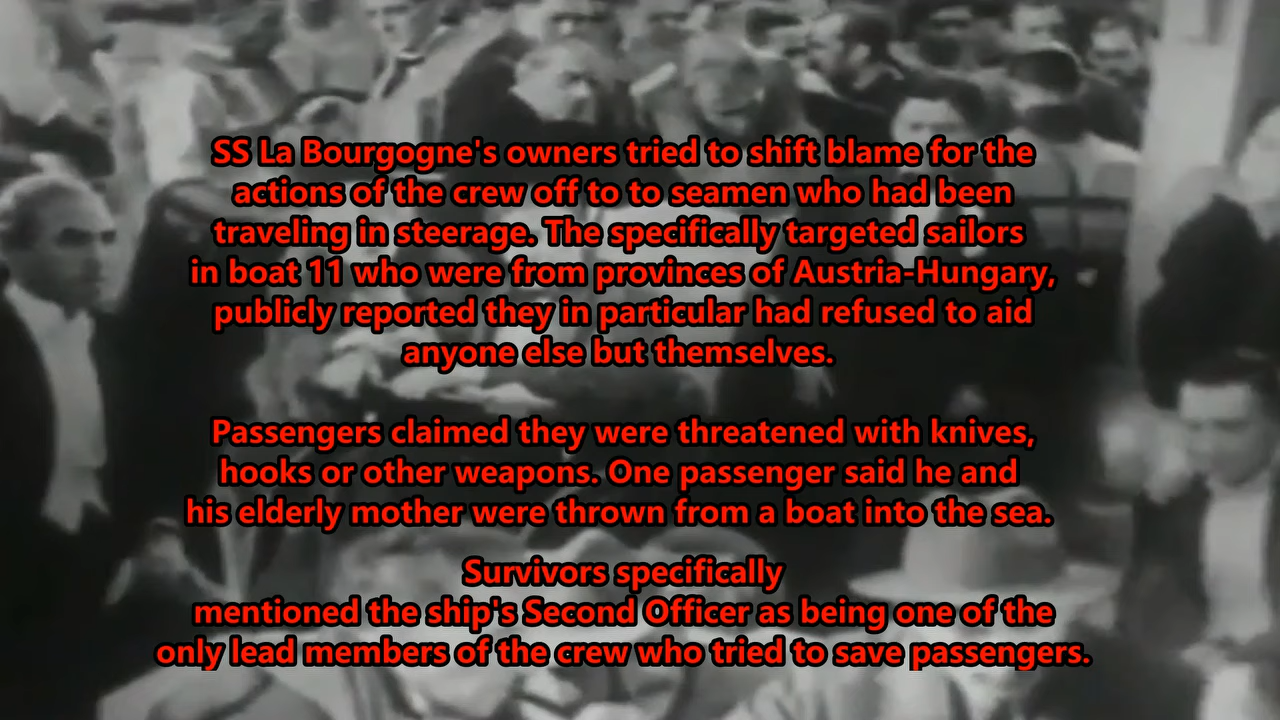 SS La Bourgogne's owners tried to shift blame for the
actions of the crew off to to seamen who had been
traveling in steerage. The specifically targeted sailors
in boat 11 who were from provinces of Austria-Hungary,
publicly reported they in particular had refused to aid
anyone else but themselves.
Passengers claimed they were threatened with knives,
hooks or other weapons. One passenger said he and
his elderly mother were thrown from a boat into the sea.
Survivors specifically
mentioned the ship's Second Officer as being one of the
only lead members of the crew who tried to save passengers.